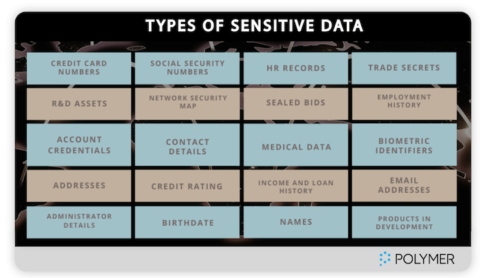 TYPES OF SENSITIVE DATA
CREDIT CARD
NUMBERS
SOCIAL SECURITY
NUMBERS
HR RECORDS
TRADE SECRETS
R&D ASSETS
NETWORK SECURITY
MAP
SEALED BIDS
EMPLOYMENT
HISTORY
ACCOUNT
CREDENTIALS
CONTACT
DETAILS
MEDICAL DATA
BIOMETRIC
IDENTIFIERS
ADDRESSES
CREDIT RATING
INCOME AND LOAN
HISTORY
EMAIL
ADDRESSES
ADMINISTRATOR
DETAILS
BIRTHDATE
NAMES
PRODUCTS IN
DEVELOPMENT
POLYMER